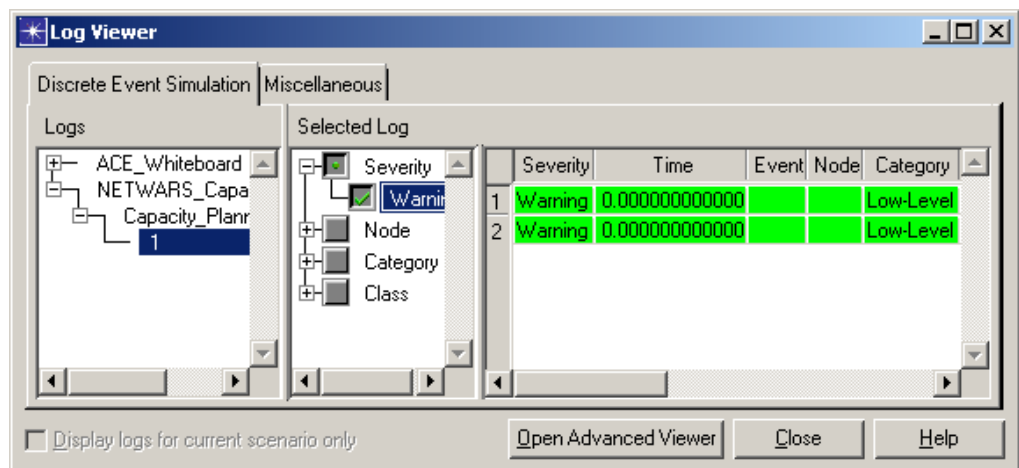 Log Viewer
Discrete Event Simulation
Miscellaneous
Logs
ACE_Whiteboard
NETWARS_Capa
Capacity_Planr
1
Selected Log
Severity
Warnin
Node
Category
Class
Severity Time Event Node Category
1 Warning 0.000000000000 Low-Level
2 Warning 0.000000000000 Low-Level
Display logs for current scenario only
Open Advanced Viewer
Close
Help